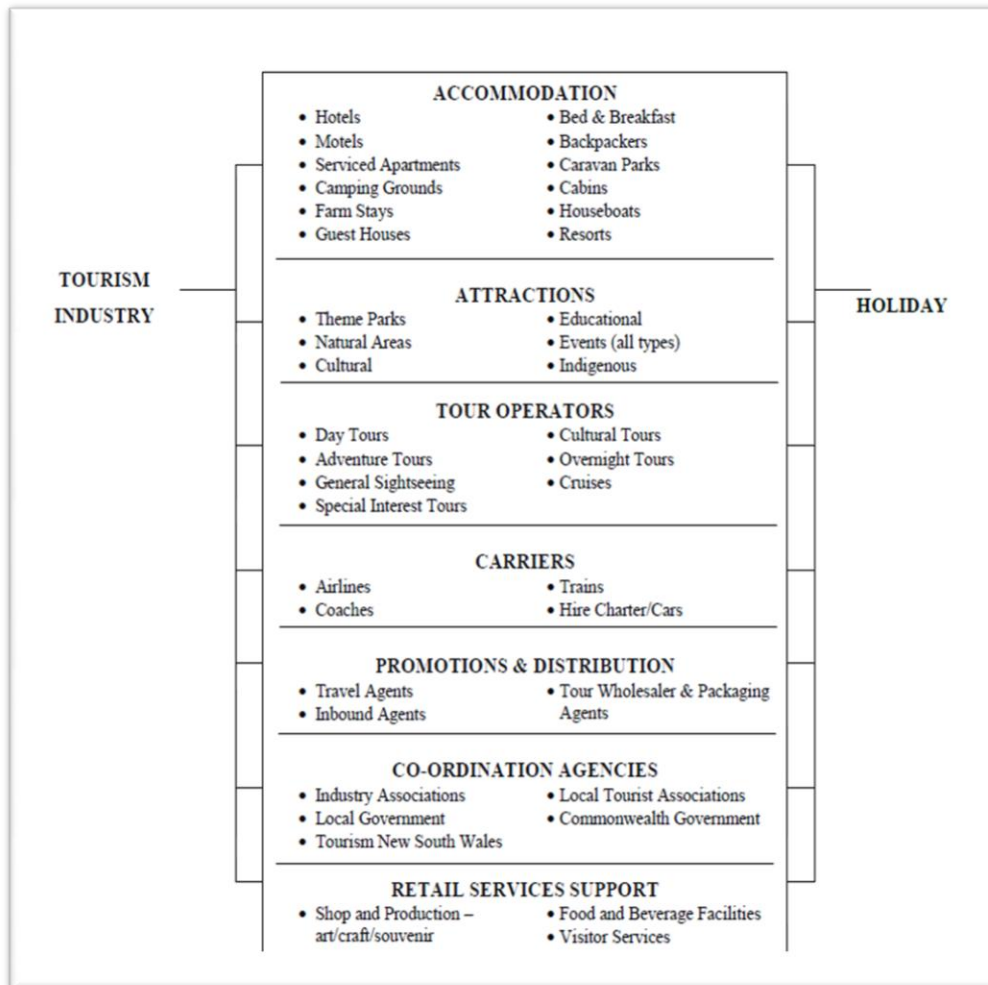 ACCOMMODATION
• Hotels
• Motels
• Serviced Apartments
• Camping Grounds
• Farm Stays
• Guest Houses
• Bed & Breakfast
• Backpackers
• Caravan Parks
• Cabins
• Houseboats
• Resorts
TOURISM
INDUSTRY
HOLIDAY
ATTRACTIONS
• Theme Parks
• Natural Areas
• Cultural
• Educational
• Events (all types)
• Indigenous
TOUR OPERATORS
• Day Tours
• Adventure Tours
• General Sightseeing
• Special Interest Tours
• Cultural Tours
• Overnight Tours
• Cruises
CARRIERS
• Airlines
• Coaches
• Trains
• Hire Charter/Cars
PROMOTIONS & DISTRIBUTION
• Travel Agents
• Inbound Agents
• Tour Wholesaler & Packaging
Agents
CO-ORDINATION AGENCIES
• Industry Associations
• Local Government
• Tourism New South Wales
• Local Tourist Associations
• Commonwealth Government
RETAIL SERVICES SUPPORT
• Shop and Production –
art/craft/souvenir
• Food and Beverage Facilities
• Visitor Services